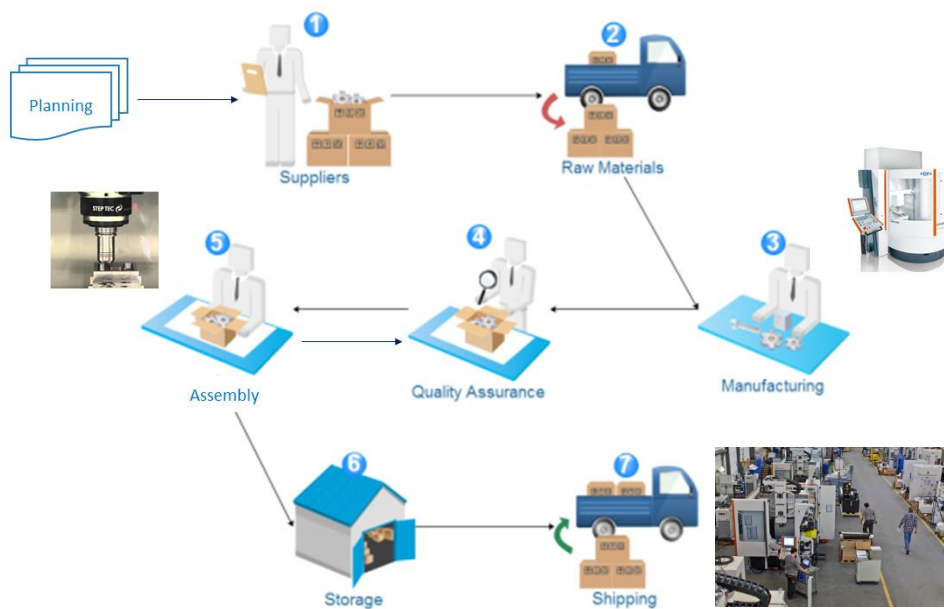 1
2
Planning
Suppliers
Raw Materials
STEP TEC
+GF+
5
4
3
Assembly
Quality Assurance
Manufacturing
6
7
Storage
Shipping